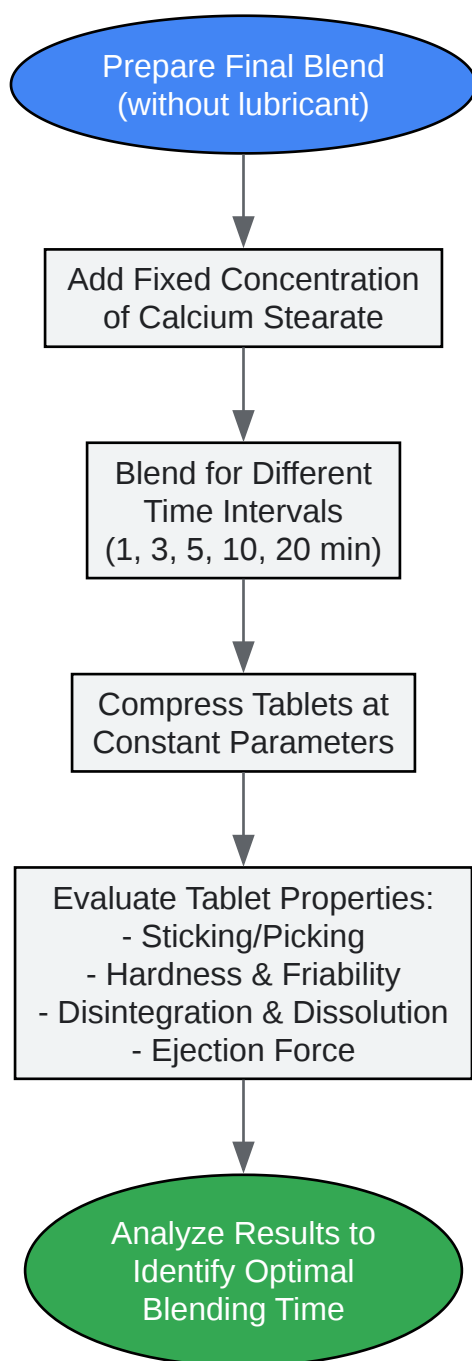 Prepare Final Blend
(without lubricant)
Add Fixed Concentration
of Calcium Stearate
Blend for Different
Time Intervals
(1, 3, 5, 10, 20 min)
Compress Tablets at
Constant Parameters
Evaluate Tablet Properties:
- Sticking/Picking
- Hardness & Friability
- Disintegration & Dissolution
- Ejection Force
Analyze Results to
Identify Optimal
Blending Time